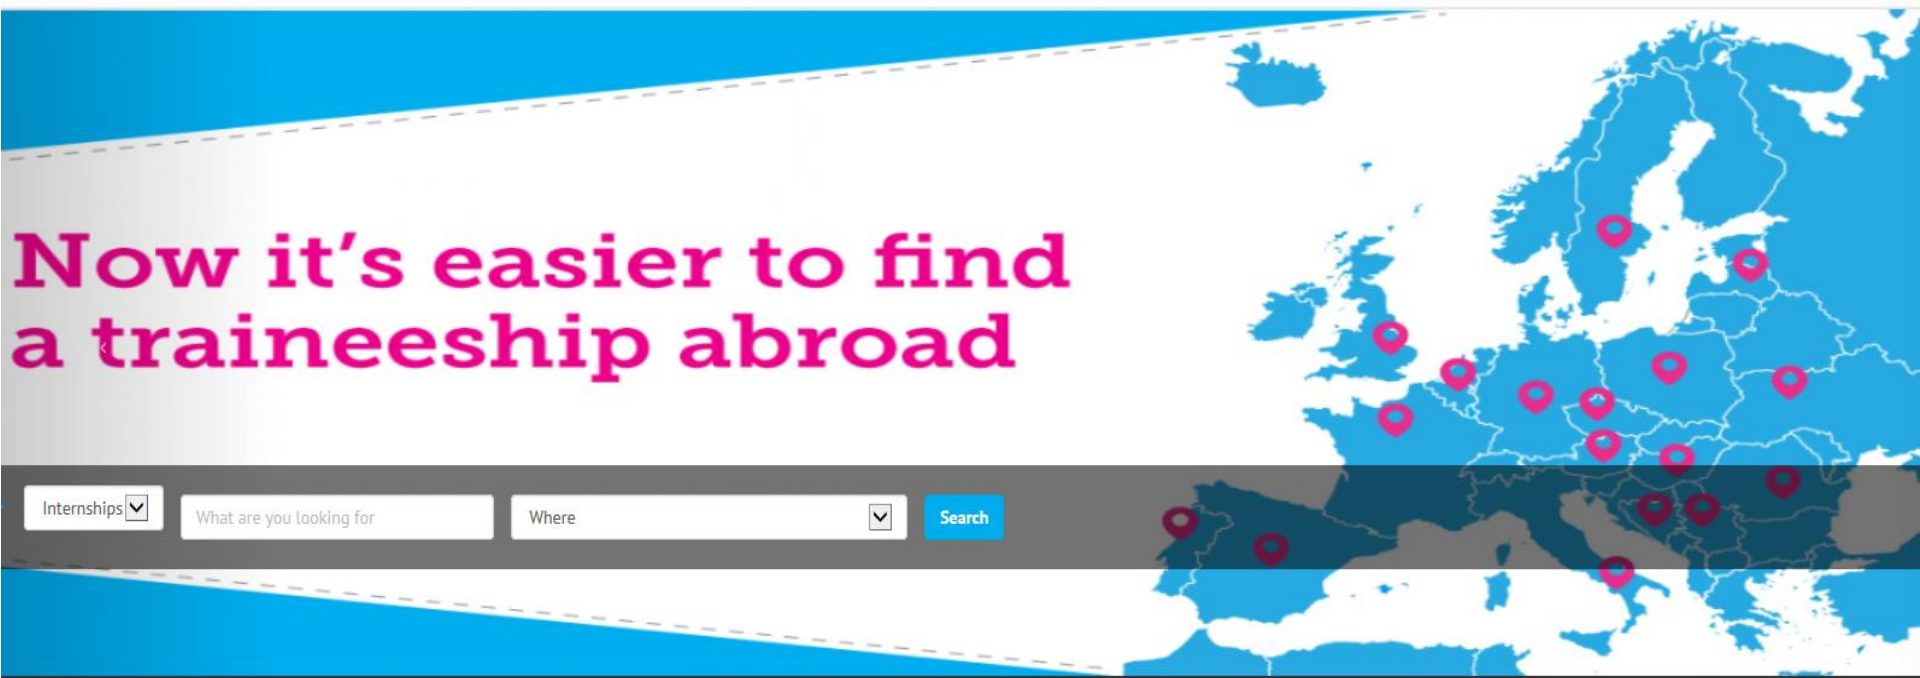 Now it's easier to find
a traineeship abroad
Internships
What are you looking for
Where
Search